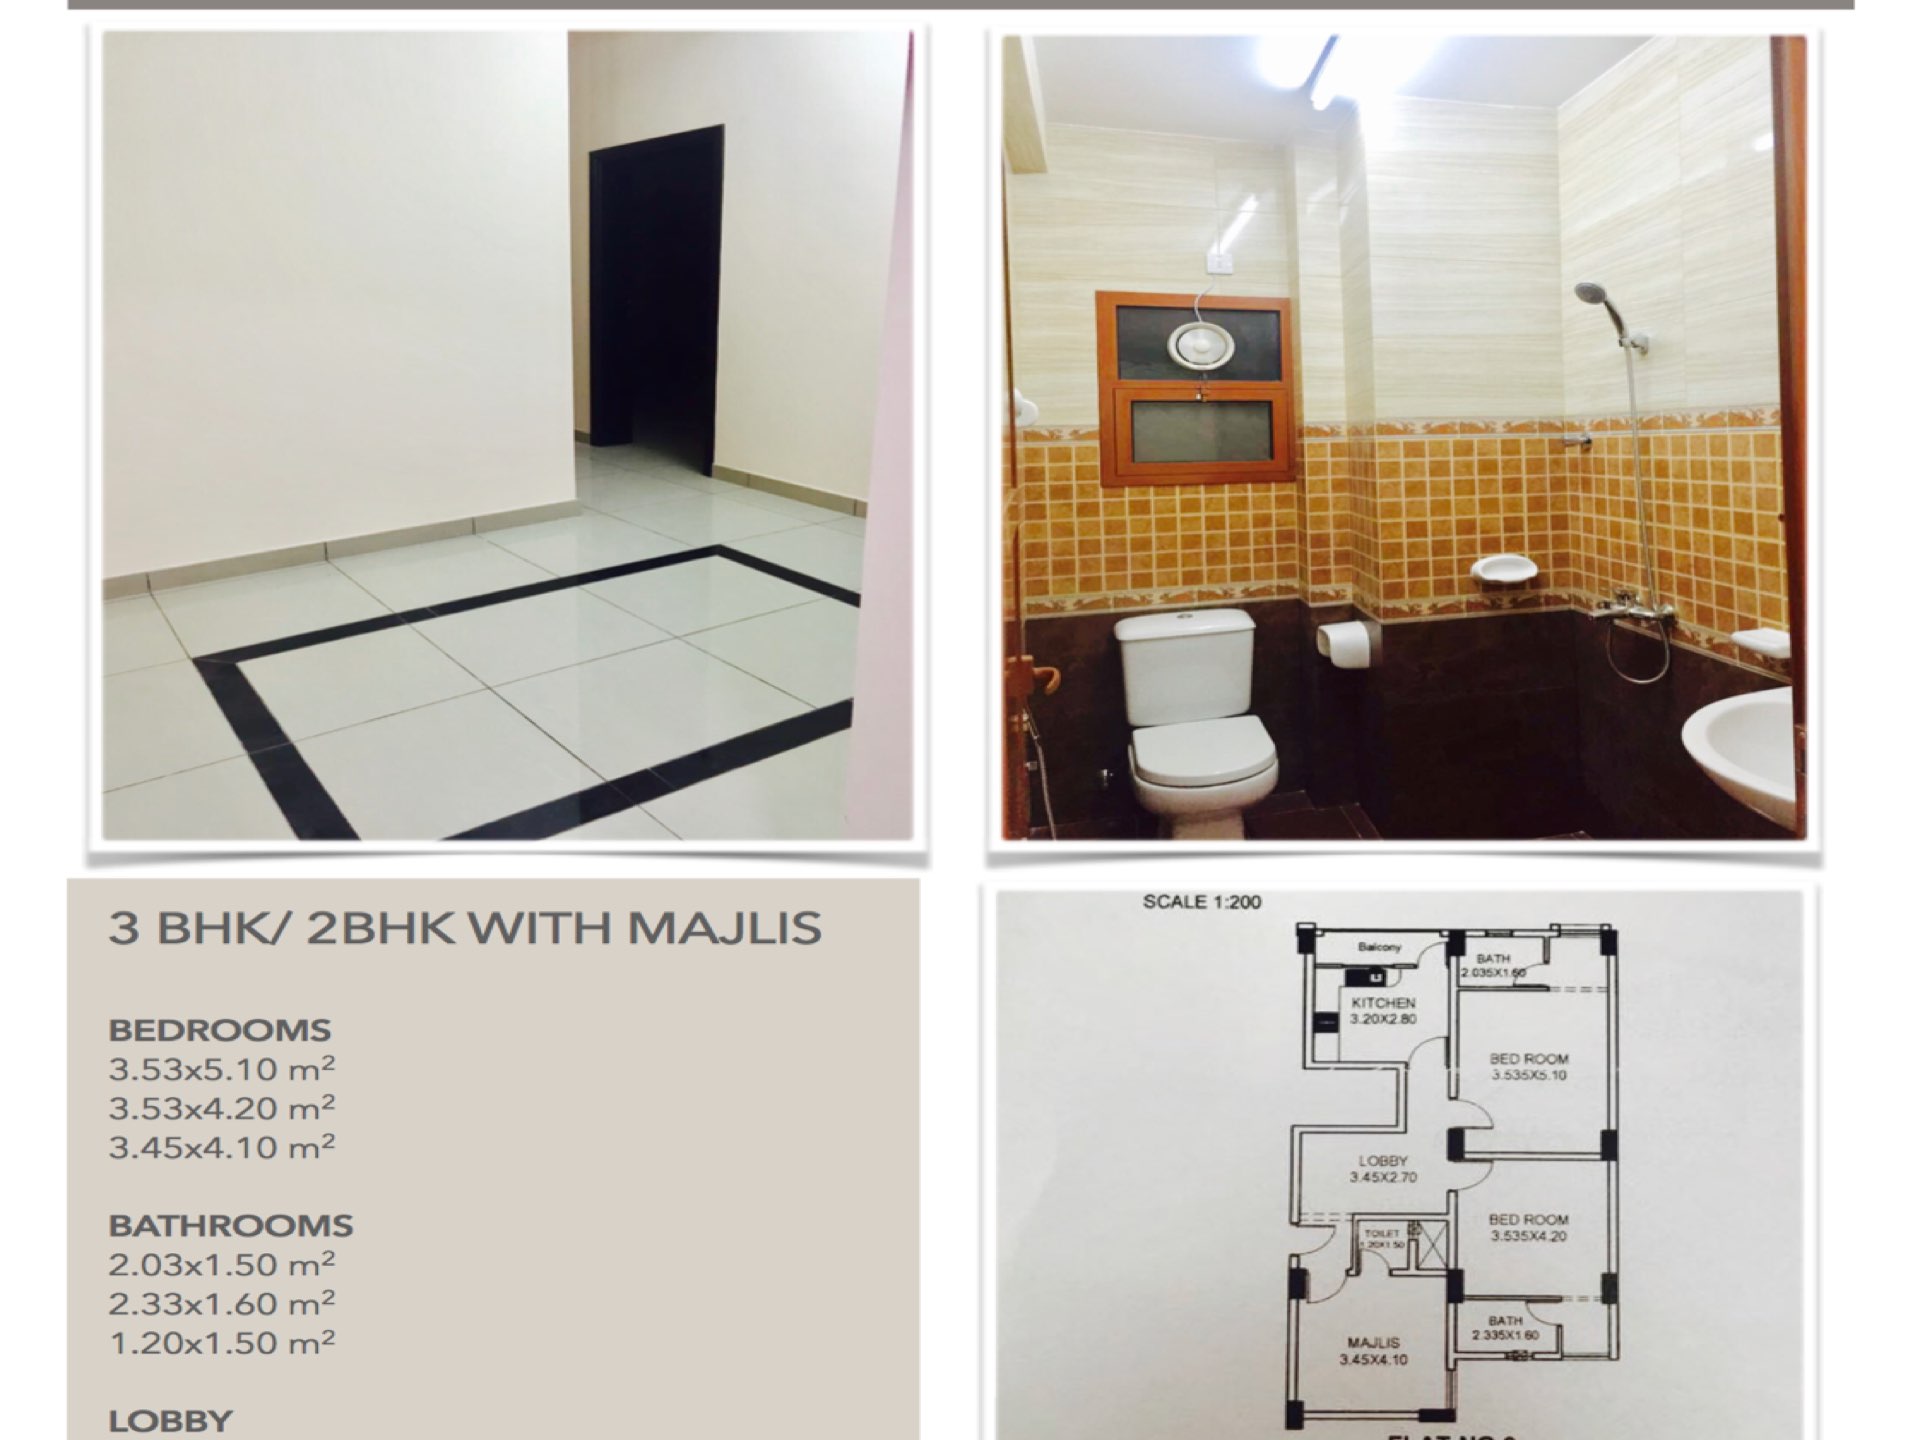 3 BHK/ 2BHK WITH MAJLIS
BEDROOMS
3.53x5.10 m²
3.53x4.20 m²
3.45x4.10 m²
BATHROOMS
2.03x1.50 m²
2.33x1.60 m²
1.20x1.50 m²
LOBBY
SCALE 1:200
Balcony
BATH
2.035X1.60
KITCHEN
3.20X2.80
BED ROOM
3.535X5.10
LOBBY
3.45X2.70
BED ROOM
3.535X4.20
TOILET
1.20X1.50
BATH
2.335X1.60
MAJLIS
3.45X4.10
FLAT NO